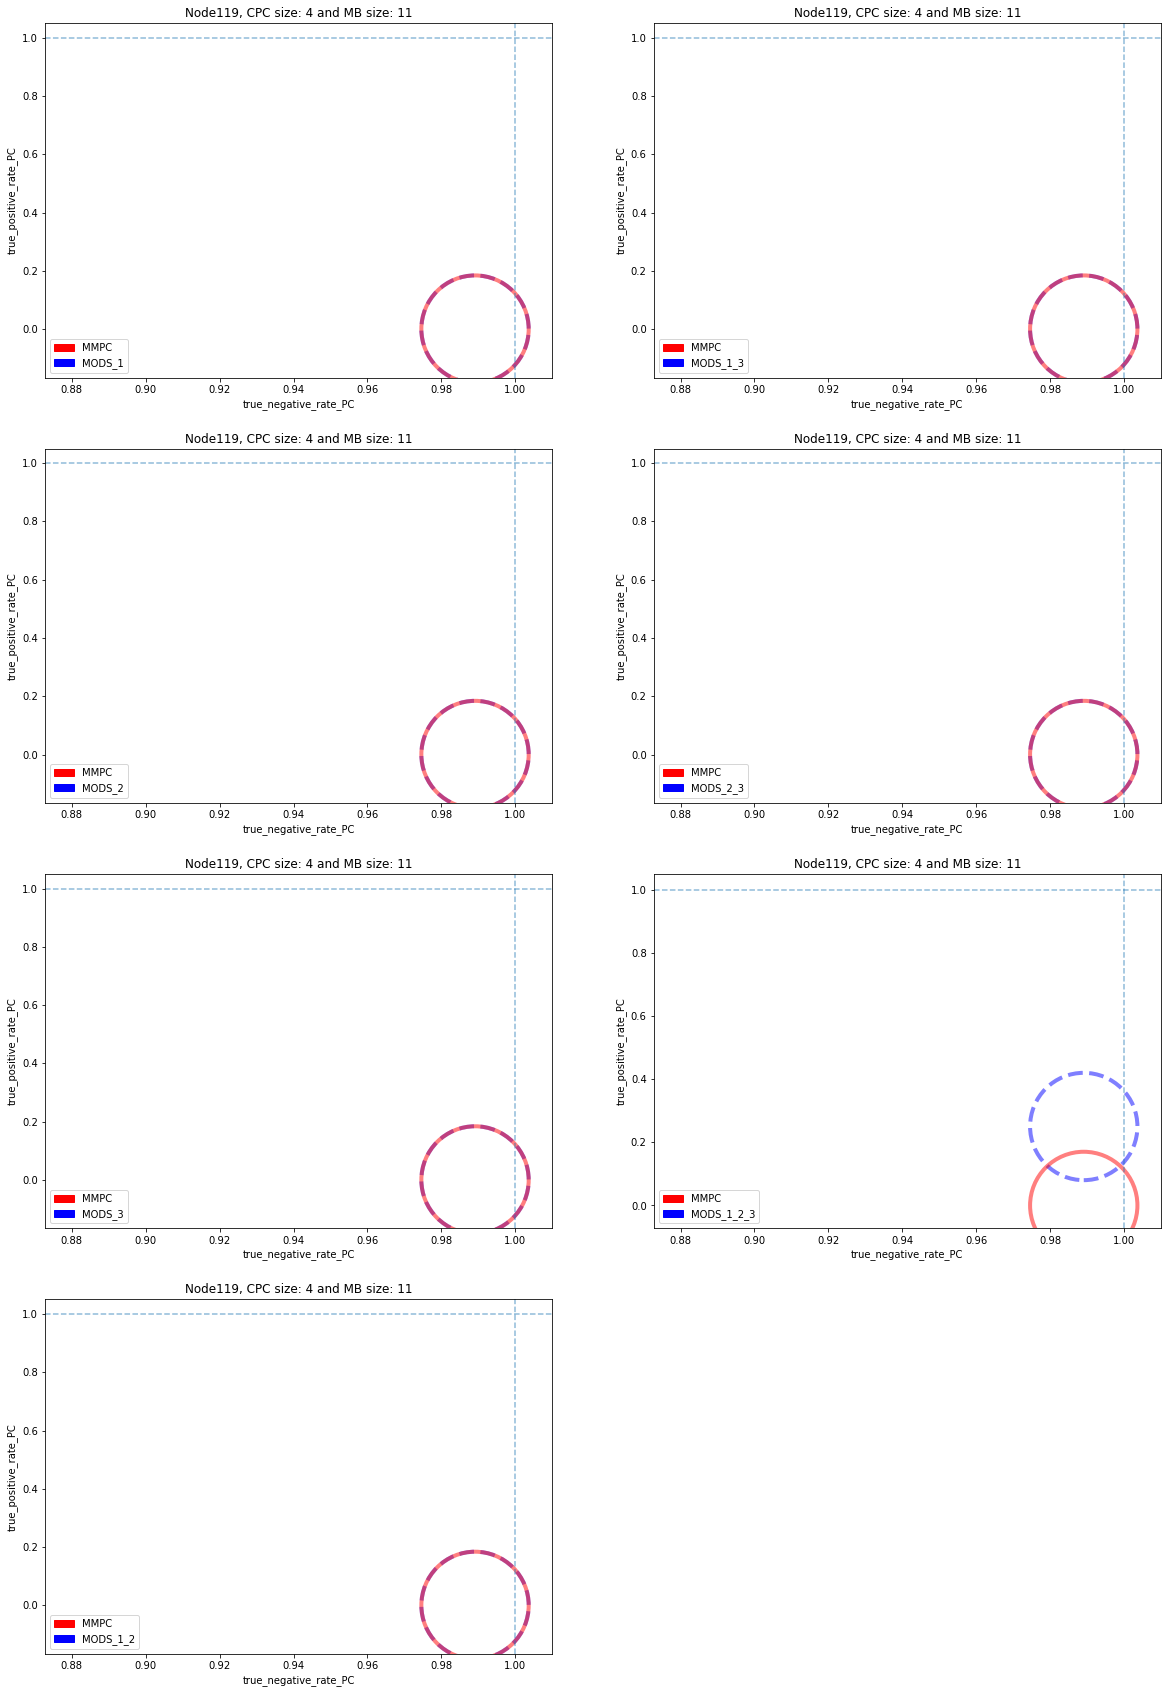 Node119, CPC size: 4 and MB size: 11
1.0
0.8
0.6
0.4
0.2
0.0
true_positive_rate_PC
MMPC
MODS_1
0.88 0.90 0.92 0.94 0.96 0.98 1.00
true_negative_rate_PC
Node119, CPC size: 4 and MB size: 11
1.0
0.8
0.6
0.4
0.2
0.0
true_positive_rate_PC
MMPC
MODS_1_3
0.88 0.90 0.92 0.94 0.96 0.98 1.00
true_negative_rate_PC
Node119, CPC size: 4 and MB size: 11
1.0
0.8
0.6
0.4
0.2
0.0
true_positive_rate_PC
MMPC
MODS_2
0.88 0.90 0.92 0.94 0.96 0.98 1.00
true_negative_rate_PC
Node119, CPC size: 4 and MB size: 11
1.0
0.8
0.6
0.4
0.2
0.0
true_positive_rate_PC
MMPC
MODS_2_3
0.88 0.90 0.92 0.94 0.96 0.98 1.00
true_negative_rate_PC
Node119, CPC size: 4 and MB size: 11
1.0
0.8
0.6
0.4
0.2
0.0
true_positive_rate_PC
MMPC
MODS_3
0.88 0.90 0.92 0.94 0.96 0.98 1.00
true_negative_rate_PC
Node119, CPC size: 4 and MB size: 11
1.0
0.8
0.6
0.4
0.2
0.0
true_positive_rate_PC
MMPC
MODS_1_2_3
0.88 0.90 0.92 0.94 0.96 0.98 1.00
true_negative_rate_PC
Node119, CPC size: 4 and MB size: 11
1.0
0.8
0.6
0.4
0.2
0.0
true_positive_rate_PC
MMPC
MODS_1_2
0.88 0.90 0.92 0.94 0.96 0.98 1.00
true_negative_rate_PC